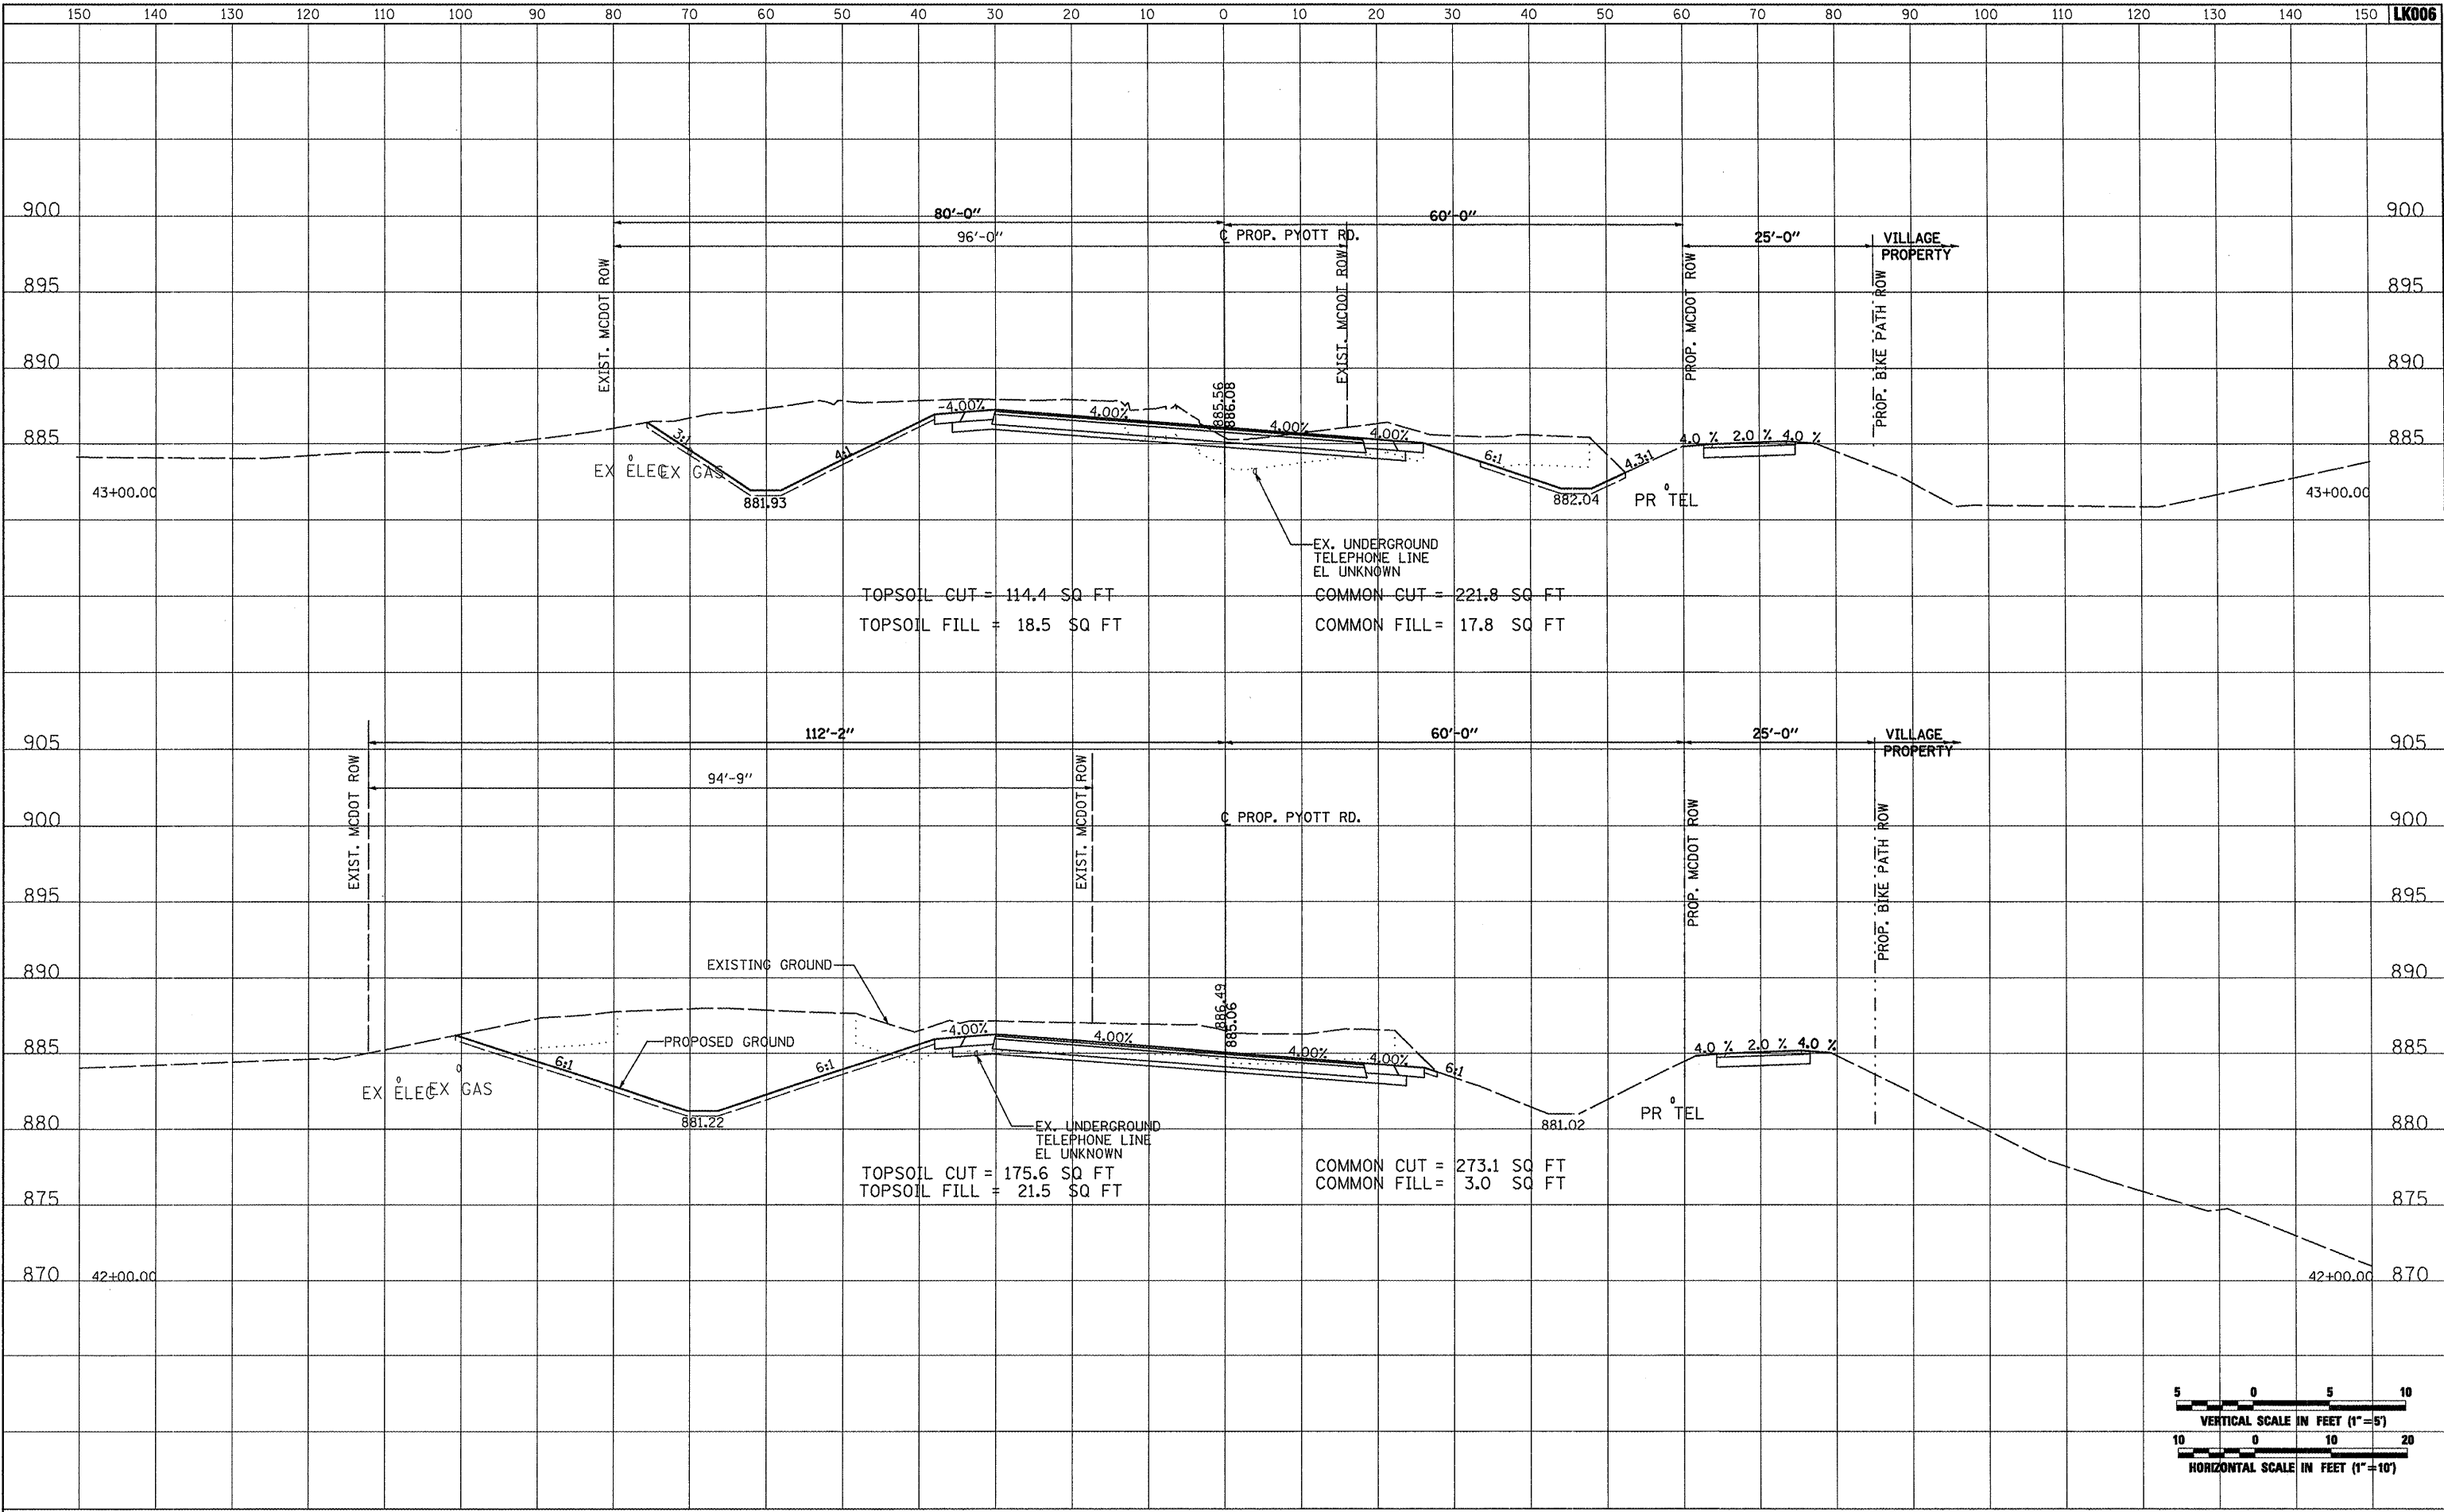 150 140 130 120 110 100 90 80 70 60 50 40 30 20 10 0 10 20 30 40 50 60 70 80 90 100 110 120 130 140 150 LK006
900 900
80'-0" 60'-0"
96'-0" ℄ PROP. PYOTT RD. 25'-0" VILLAGE
PROPERTY
EXIST. MCDOT ROW
EXIST. MCDOT ROW
PROP. MCDOT ROW
PROP. BIKE PATH ROW
895 895
890 890
885.56
886.08
-4.00% 4.00% 4.00% 4.00% 4.0 % 2.0 % 4.0 %
885 885
3:1 4:1 6:1 4.3:1
EX ELEC EX GAS
43+00.00 881.93 882.04 PR TEL 43+00.00
EX. UNDERGROUND
TELEPHONE LINE
EL UNKNOWN
TOPSOIL CUT = 114.4 SQ FT COMMON CUT = 221.8 SQ FT
TOPSOIL FILL = 18.5 SQ FT COMMON FILL= 17.8 SQ FT
905 905
112'-2" 60'-0" 25'-0" VILLAGE
PROPERTY
94'-9"
EXIST. MCDOT ROW
EXIST. MCDOT ROW
℄ PROP. PYOTT RD.
PROP. MCDOT ROW
PROP. BIKE PATH ROW
900 900
895 895
890 890
EXISTING GROUND
886.49
885.06
-4.00% 4.00% 4.00% 4.00% 4.0 % 2.0 % 4.0 %
PROPOSED GROUND
885 885
6:1 6:1 6:1
EX ELEC EX GAS
881.22 881.02 PR TEL
880 880
EX. UNDERGROUND
TELEPHONE LINE
EL UNKNOWN
TOPSOIL CUT = 175.6 SQ FT COMMON CUT = 273.1 SQ FT
TOPSOIL FILL = 21.5 SQ FT COMMON FILL= 3.0 SQ FT
875 875
870 42+00.00 42+00.00 870
5 0 5 10
VERTICAL SCALE IN FEET (1"=5')
10 0 10 20
HORIZONTAL SCALE IN FEET (1"=10')